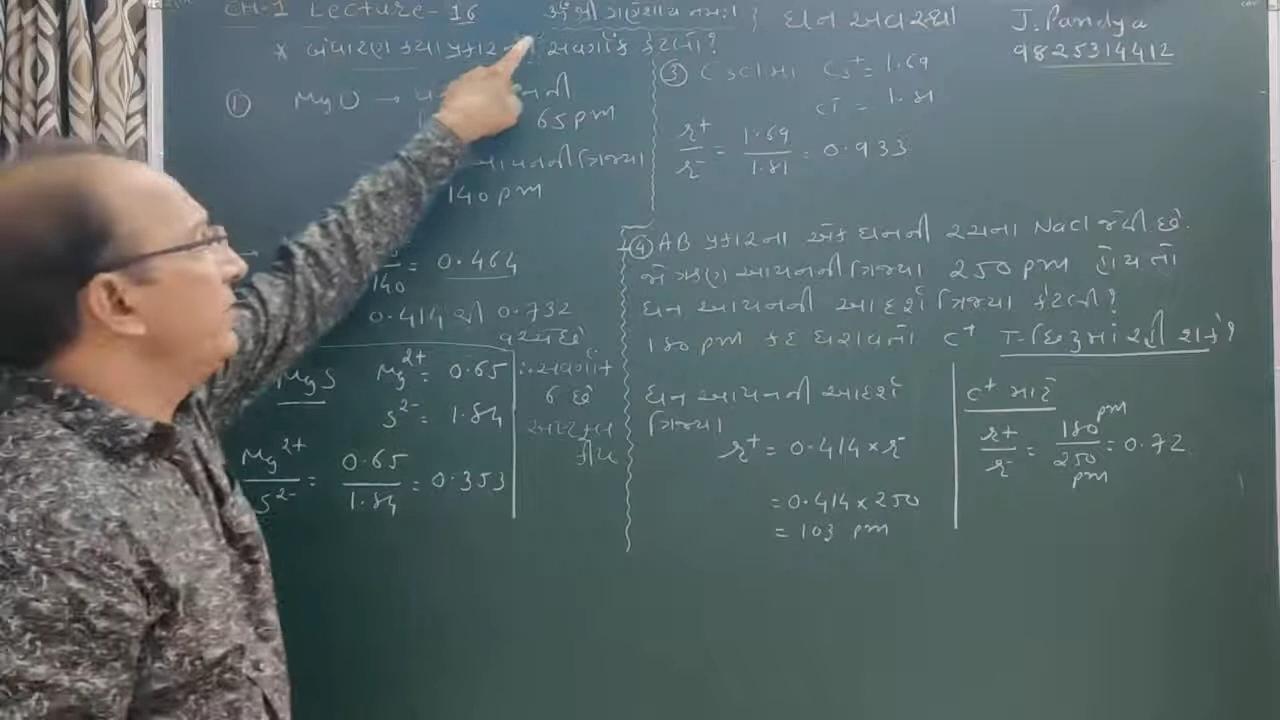 CH-1 Lecture-16 ૐ શ્રી ગણેશાય નમઃ ; ઘન અવસ્થા
J. Pandya
9825314412
* બંધારણ કયા પ્રકારનું સવર્ગાંક કેટલો?
① MgO →
65 pm
આયનની ત્રિજ્યા
140 pm
140 = 0.464
0.414 થી 0.732
વચ્ચે છે
∴ સવર્ગાંક
6 છે
MgS Mg²⁺ = 0.65
S²⁻ = 1.84
Mg²⁺ / S²⁻ = 0.65 / 1.84 = 0.353
③ CsCl માં Cs⁺ = 1.69
Cl⁻ = 1.81
r⁺ / r⁻ = 1.69 / 1.81 = 0.933
④ AB પ્રકારના એક ઘનની રચના NaCl જેવી છે.
જો ઋણ આયનની ત્રિજ્યા 250 pm હોય તો
ઘન આયનની આદર્શ ત્રિજ્યા કેટલી?
180 pm કદ ધરાવતો C⁺ T-છિદ્રમાં રહી શકે?
ઘન આયનની આદર્શ
ત્રિજ્યા
r⁺ = 0.414 × r⁻
= 0.414 × 250
= 103 pm
C⁺ માટે
r⁺ / r⁻ = 180 pm / 250 pm = 0.72